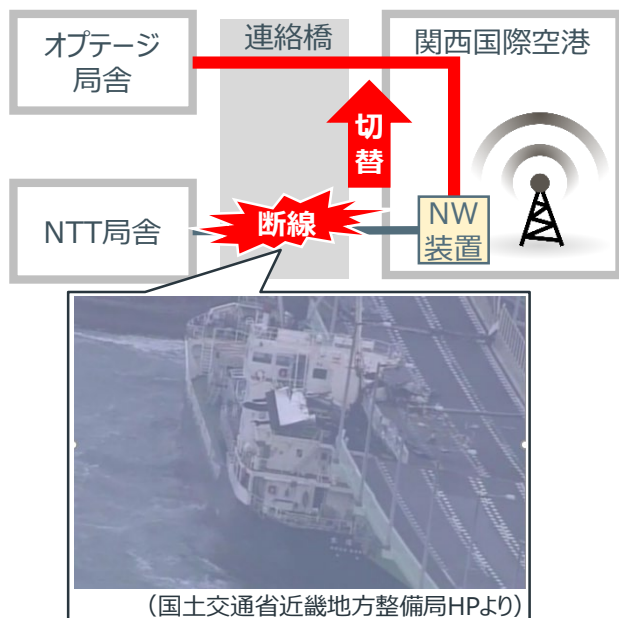 オプテージ
局舎
連絡橋
関西国際空港
切
替
NTT局舎
断線
NW
装置
（国土交通省近畿地方整備局HPより）